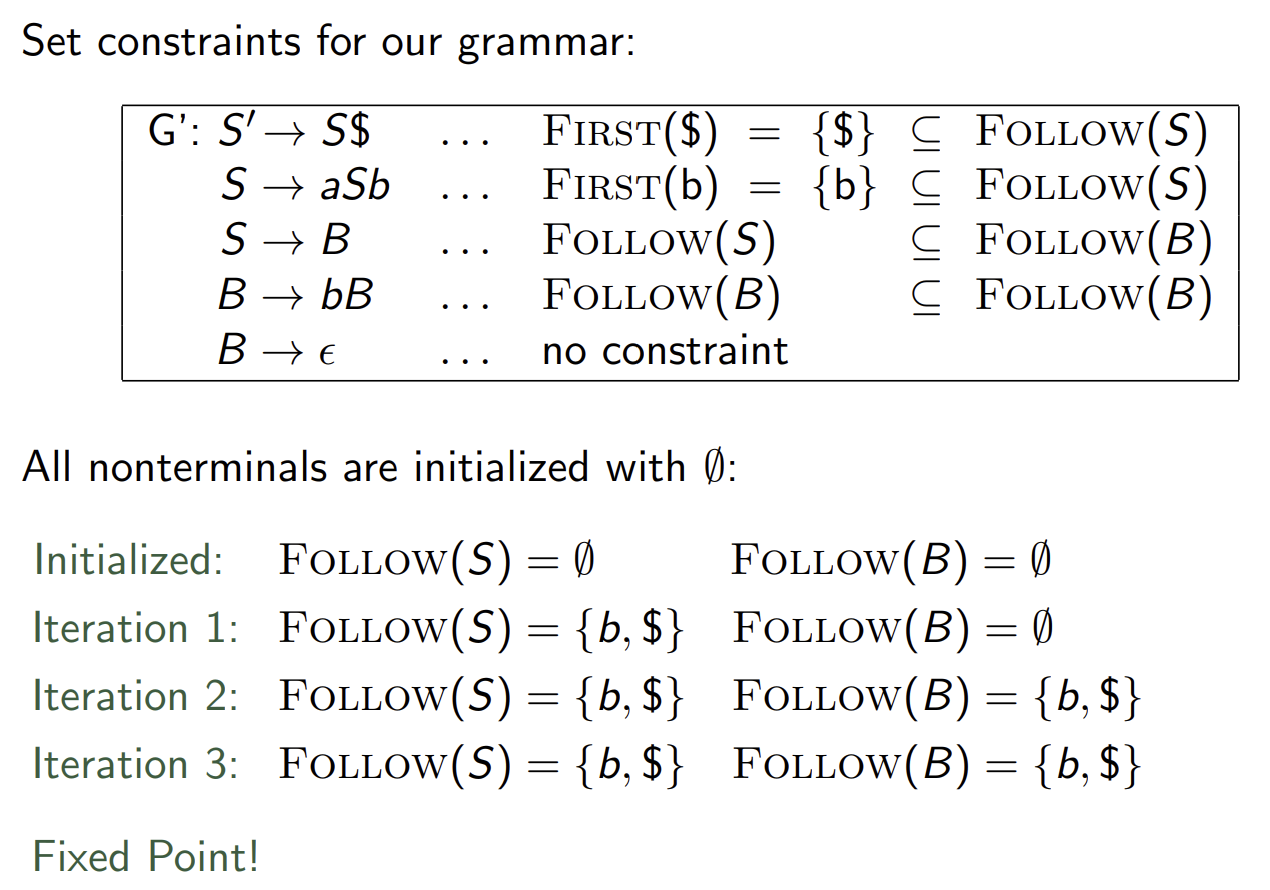 Set constraints for our grammar:
G': S′ → S$ ... FIRST($) = {$} ⊆ FOLLOW(S)
S → aSb ... FIRST(b) = {b} ⊆ FOLLOW(S)
S → B ... FOLLOW(S) ⊆ FOLLOW(B)
B → bB ... FOLLOW(B) ⊆ FOLLOW(B)
B → ϵ ... no constraint
All nonterminals are initialized with ∅:
Initialized: FOLLOW(S) = ∅ FOLLOW(B) = ∅
Iteration 1: FOLLOW(S) = {b, $} FOLLOW(B) = ∅
Iteration 2: FOLLOW(S) = {b, $} FOLLOW(B) = {b, $}
Iteration 3: FOLLOW(S) = {b, $} FOLLOW(B) = {b, $}
Fixed Point!